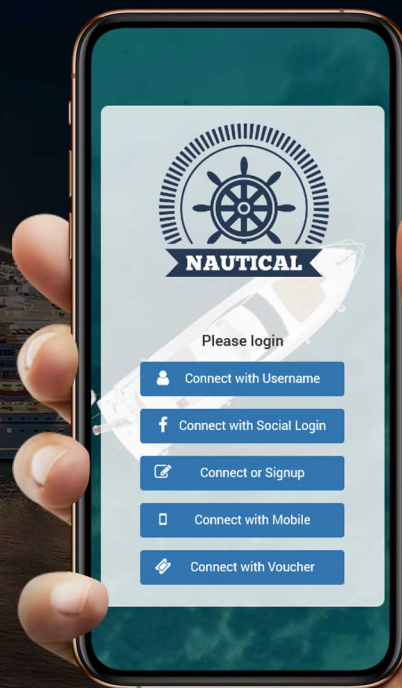 NAUTICAL
Please login
Connect with Username
Connect with Social Login
Connect or Signup
Connect with Mobile
Connect with Voucher